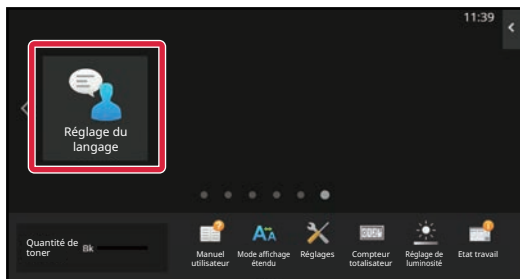 11:39
Réglage du
langage
Quantité de
toner
Bk
Manuel
utilisateur
Mode affichage
étendu
Réglages
Compteur
totalisateur
Réglage de
luminosité
Etat travail